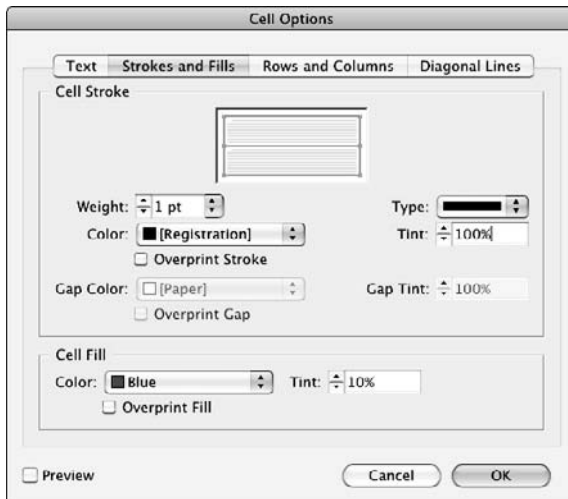 Cell Options
Text Strokes and Fills Rows and Columns Diagonal Lines
Cell Stroke
Weight: 1 pt Type:
Color: [Registration] Tint: 100%
Overprint Stroke
Gap Color: [Paper] Gap Tint: 100%
Overprint Gap
Cell Fill
Color: Blue Tint: 10%
Overprint Fill
Preview Cancel OK